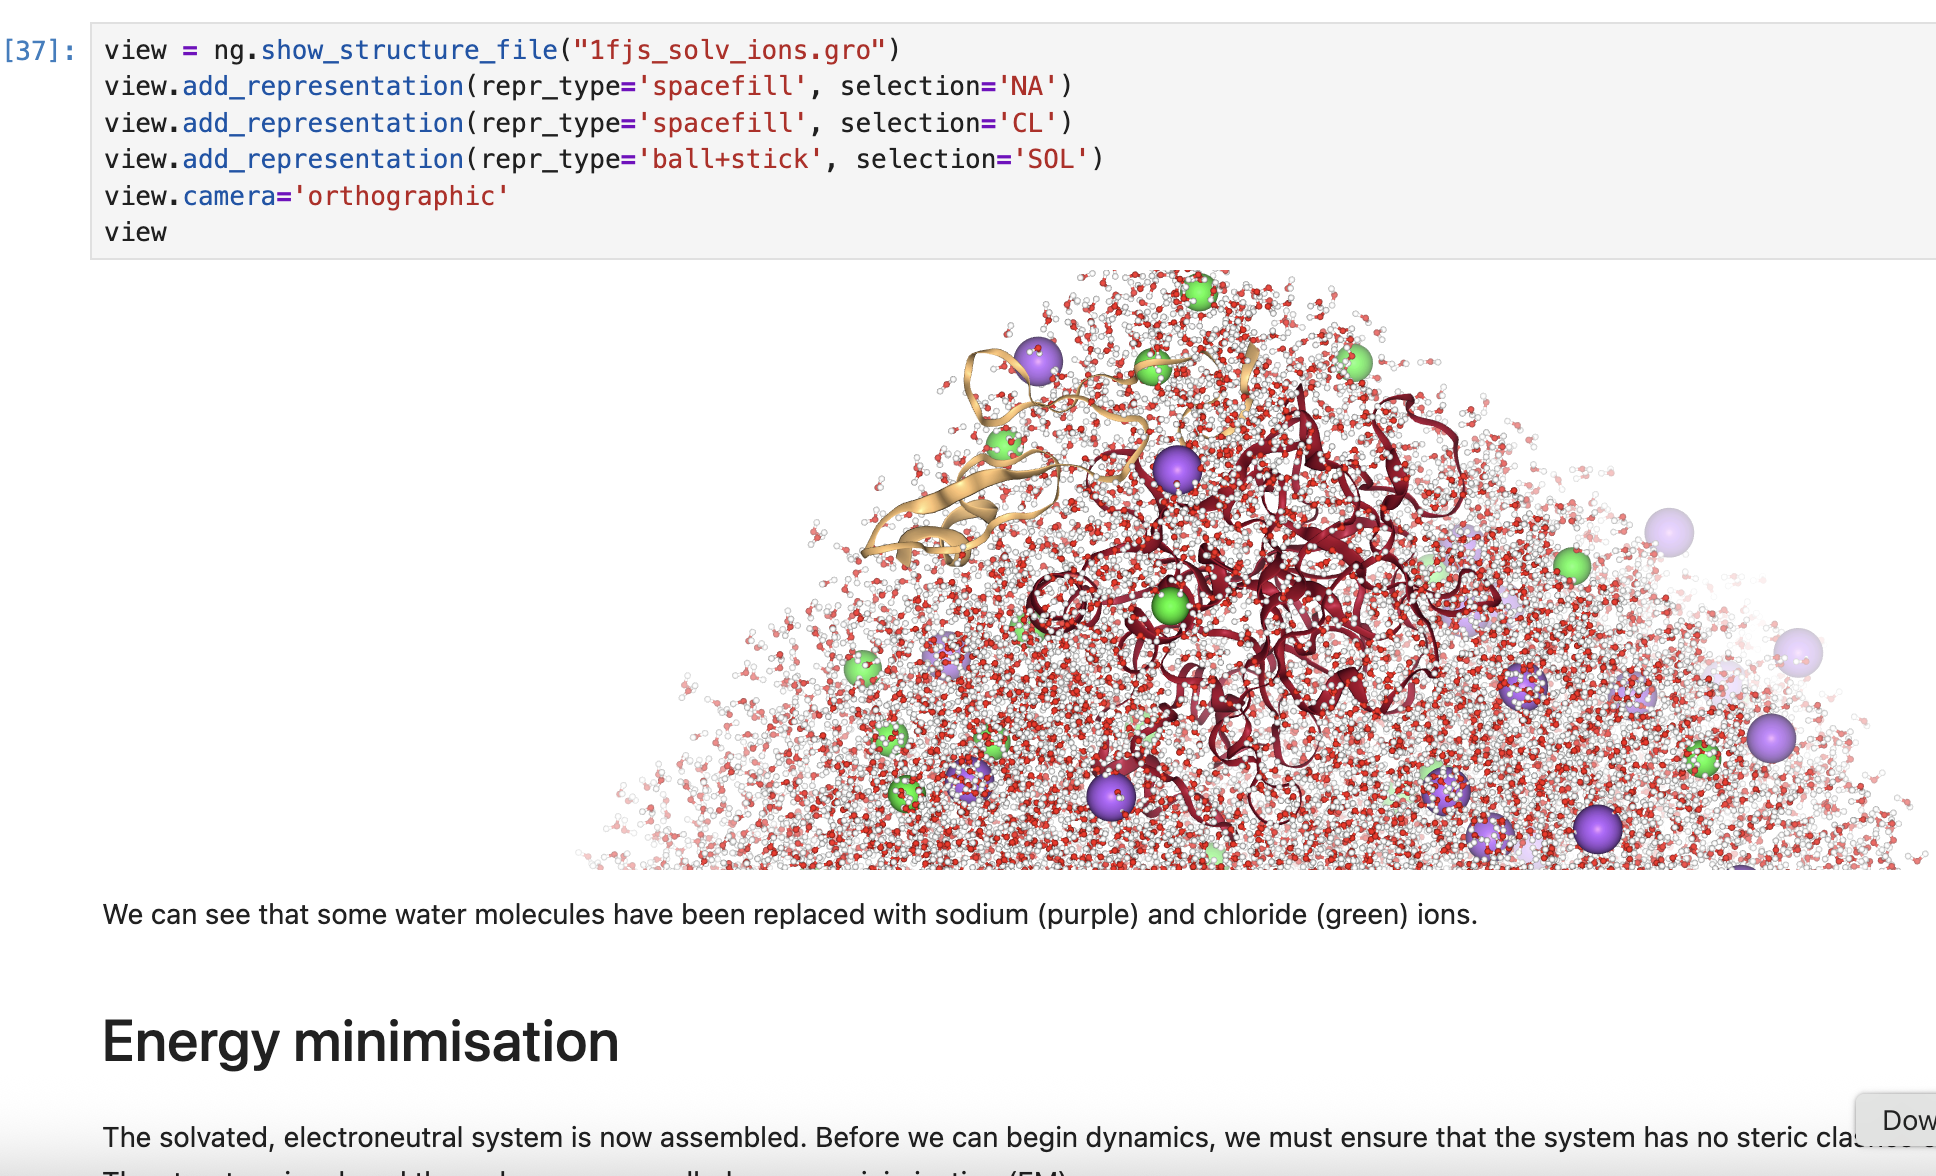 [37]:
view = ng.show_structure_file("1fjs_solv_ions.gro")
view.add_representation(repr_type='spacefill', selection='NA')
view.add_representation(repr_type='spacefill', selection='CL')
view.add_representation(repr_type='ball+stick', selection='SOL')
view.camera='orthographic'
view
We can see that some water molecules have been replaced with sodium (purple) and chloride (green) ions.
Energy minimisation
Dow
The solvated, electroneutral system is now assembled. Before we can begin dynamics, we must ensure that the system has no steric